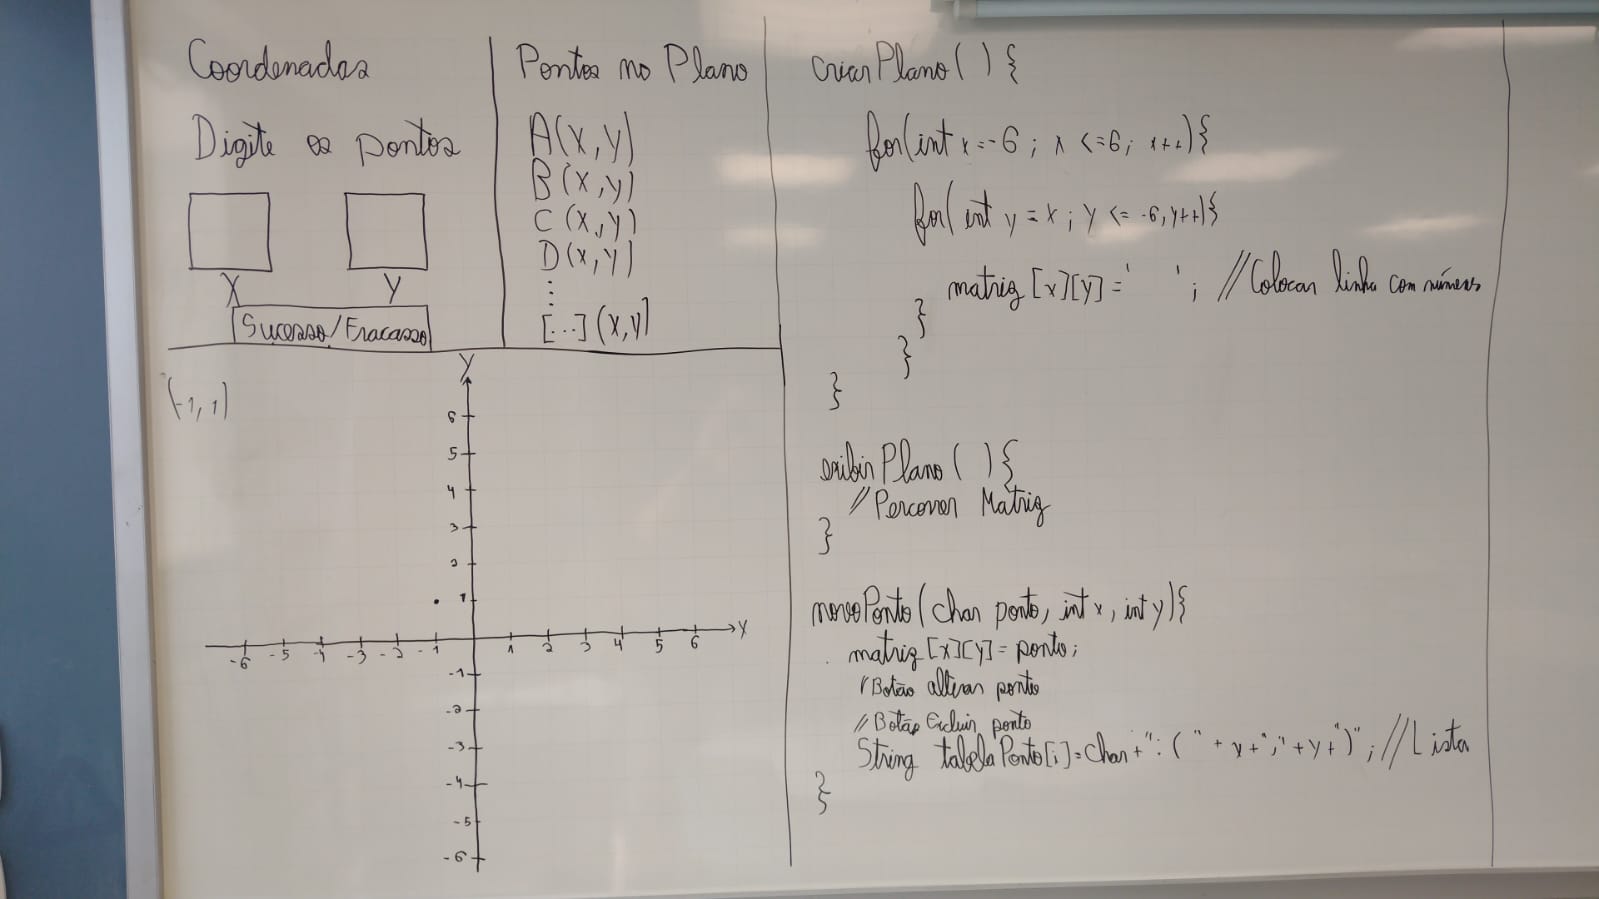 Coordenadas
Digite os pontos
X Y
Sucesso/Fracasso
Pontos no Plano
A(X,Y)
B(X,Y)
C(X,Y)
D(X,Y)
⋮
[...](X,Y)
(-1,1)
Y
6
5
4
3
2
1
-6 -5 -4 -3 -2 -1 1 2 3 4 5 6 X
-1
-2
-3
-4
-5
-6
criarPlano( ){
for(int x=-6 ; x <=6; x++){
for( int y = x ; y <= -6, y++){
matriz [x][y] = ' ' ; //Colocar linha com números
}
}
}
exibirPlano ( ){
//Percorrer Matriz
}
novoPonto(char ponto, int x, int y){
matriz [x][y] = ponto;
//Botão alterar ponto
//Botão Excluir ponto
String tabelaPonto[i]=char+": ( " + x +";"+y+")"; //Lista
}